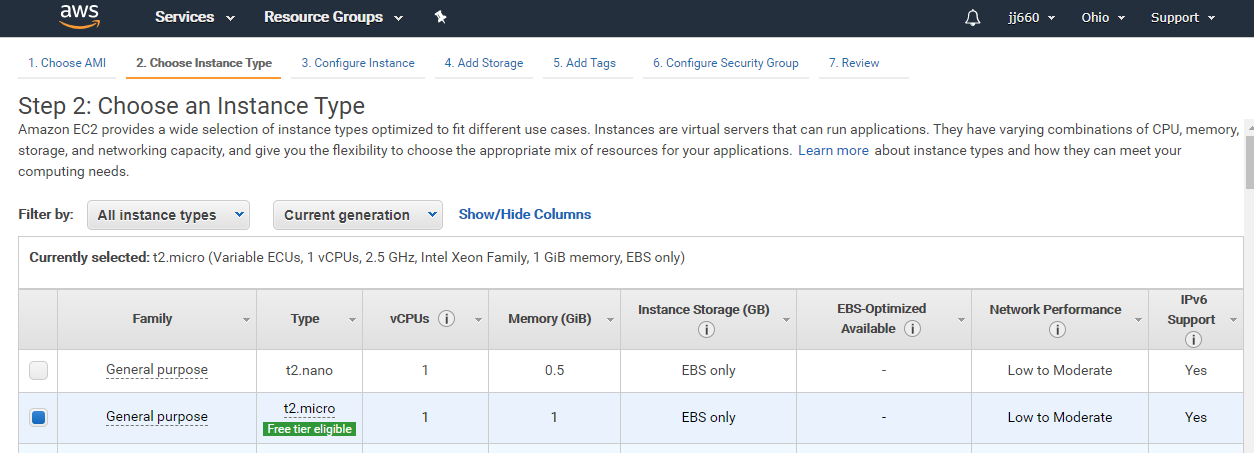 aws Services Resource Groups jj660 Ohio Support
1. Choose AMI 2. Choose Instance Type 3. Configure Instance 4. Add Storage 5. Add Tags 6. Configure Security Group 7. Review
Step 2: Choose an Instance Type
Amazon EC2 provides a wide selection of instance types optimized to fit different use cases. Instances are virtual servers that can run applications. They have varying combinations of CPU, memory,
storage, and networking capacity, and give you the flexibility to choose the appropriate mix of resources for your applications. Learn more about instance types and how they can meet your
computing needs.
Filter by: All instance types Current generation Show/Hide Columns
Currently selected: t2.micro (Variable ECUs, 1 vCPUs, 2.5 GHz, Intel Xeon Family, 1 GiB memory, EBS only)
Family Type vCPUs i Memory (GiB) Instance Storage (GB) i EBS-Optimized Available i Network Performance i IPv6 Support i
General purpose t2.nano 1 0.5 EBS only - Low to Moderate Yes
General purpose t2.micro 1 1 EBS only - Low to Moderate Yes
Free tier eligible